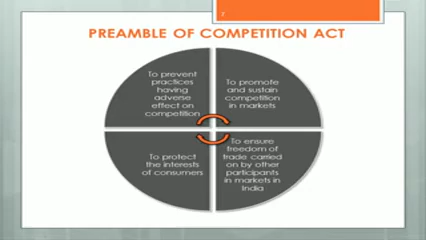 7
PREAMBLE OF COMPETITION ACT
To prevent
practices
having
adverse
effect on
competition
To promote
and sustain
competition
in markets
To protect
the interests
of consumers
To ensure
freedom of
trade carried
on by other
participants
in markets in
India